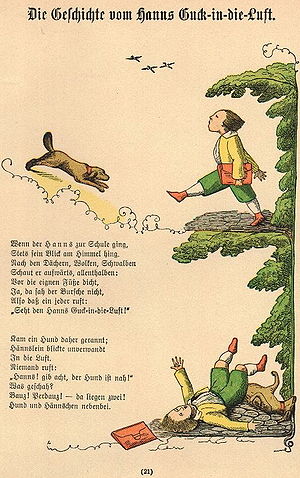 Die Geſchichte vom Hanns Guck-in-die-Luft.
Wenn der Hanns zur Schule ging,
Stets ſein Blick am Himmel hing.
Nach den Dächern, Wolken, Schwalben
Schaut er aufwärts, allenthalben:
Vor die eignen Füße dicht,
Ja, da ſah der Burſche nicht,
Alſo daß ein jeder ruft:
„Seht den Hanns Guck-in-die-Luft!“
Kam ein Hund daher gerannt;
Hännslein blickte unverwandt
In die Luft.
Niemand ruft:
„Hanns! gib acht, der Hund iſt nah!“
Was geſchah?
Bauz! Perdauz! — da liegen zwei!
Hund und Hännschen nebenbei.
(21)